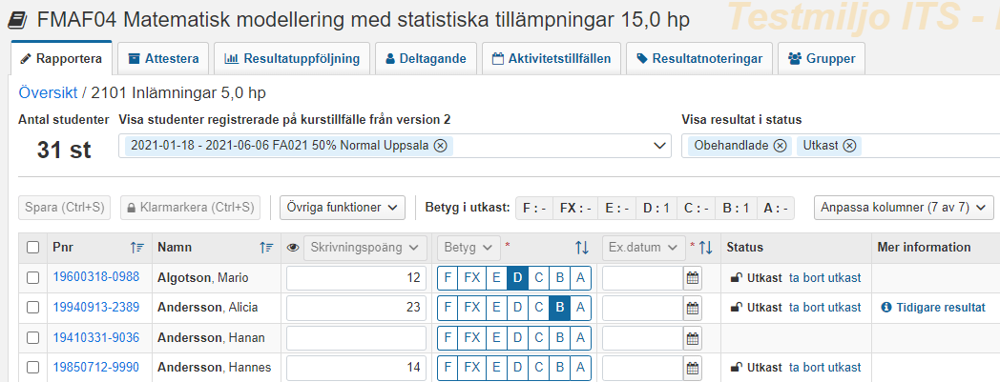 FMAF04 Matematisk modellering med statistiska tillämpningar 15,0 hp
Testmiljo ITS -
Rapportera Attestera Resultatuppföljning Deltagande Aktivitetstillfällen Resultatnoteringar Grupper
Översikt / 2101 Inlämningar 5,0 hp
Antal studenter Visa studenter registrerade på kurstillfälle från version 2 Visa resultat i status
31 st 2021-01-18 - 2021-06-06 FA021 50% Normal Uppsala Obehandlade Utkast
Spara (Ctrl+S) Klarmarkera (Ctrl+S) Övriga funktioner Betyg i utkast: F : - FX : - E : - D : 1 C : - B : 1 A : - Anpassa kolumner (7 av 7)
Pnr Namn Skrivningspoäng Betyg * Ex.datum * Status Mer information
19600318-0988 Algotson, Mario 12 F FX E D C B A Utkast ta bort utkast
19940913-2389 Andersson, Alicia 23 F FX E D C B A Utkast ta bort utkast Tidigare resultat
19410331-9036 Andersson, Hanan F FX E D C B A
19850712-9990 Andersson, Hannes 14 F FX E D C B A Utkast ta bort utkast